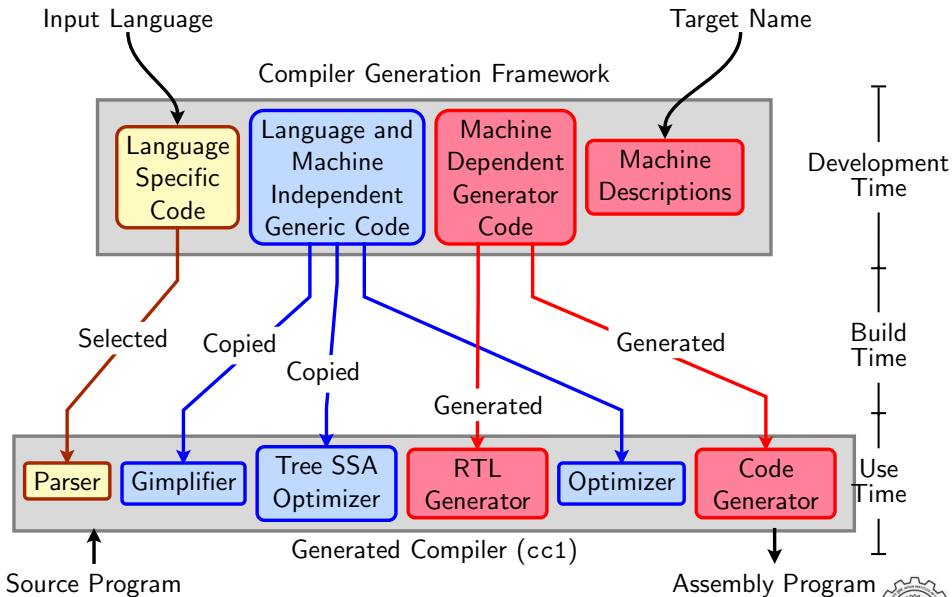 Input Language
Target Name
Compiler Generation Framework
Language
Specific
Code
Language and
Machine
Independent
Generic Code
Machine
Dependent
Generator
Code
Machine
Descriptions
Development
Time
Selected
Copied
Copied
Generated
Generated
Build
Time
Parser
Gimplifier
Tree SSA
Optimizer
RTL
Generator
Optimizer
Code
Generator
Use
Time
Generated Compiler (cc1)
Source Program
Assembly Program